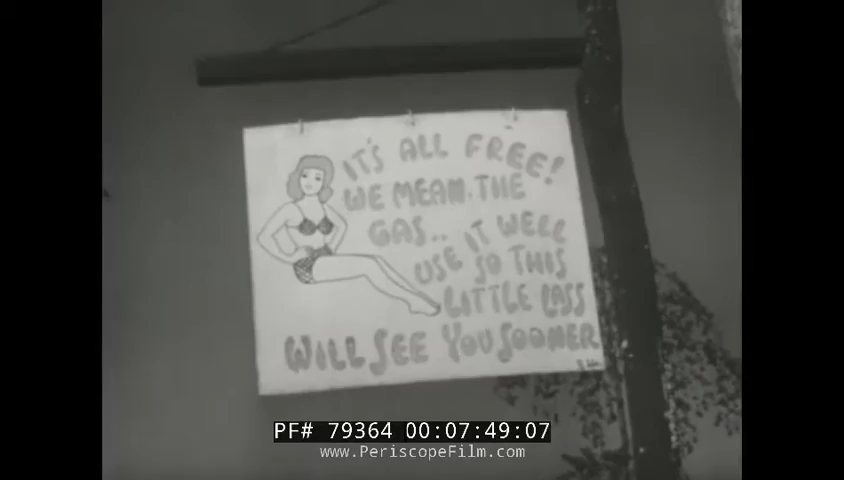 IT'S ALL FREE!
WE MEAN. THE
GAS.. USE IT WELL
SO THIS
LITTLE LASS
WILL SEE YOU SOONER
PF# 79364 00:07:49:07
www.PeriscopeFilm.com